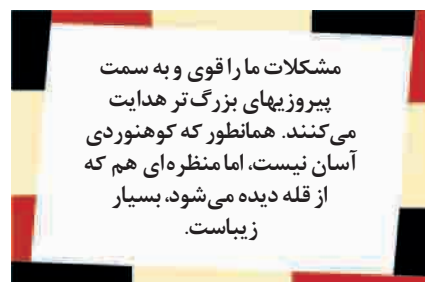 مشکلات ما را قوی و به سمت
پیروزیهای بزرگ‌تر هدایت
می‌کنند. همانطور که کوهنوردی
آسان نیست، اما منظره‌ای هم که
از قله دیده می‌شود، بسیار
زیباست.